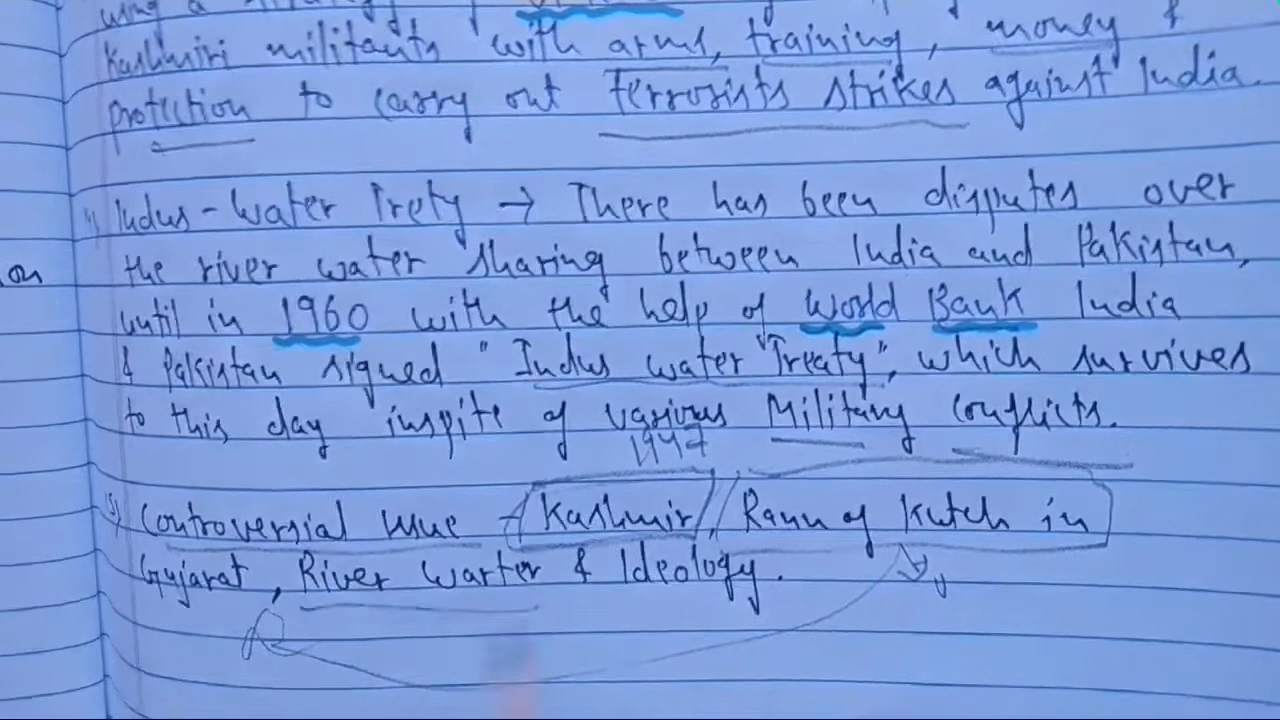 using a
Kashmiri militants with arms, training, money &
protection to carry out terrorists strikes against India.
4) Indus-Water Trety → There has been disputes over
the river water sharing between India and Pakistan,
on
until in 1960 with the help of World Bank India
& Pakistan signed "Indus water Treaty", which survives
to this day inspite of various Military conflicts.
1947
5) Controversial issue - Kashmir, Rann of Kutch in
Gujarat, River Warter & Ideology.